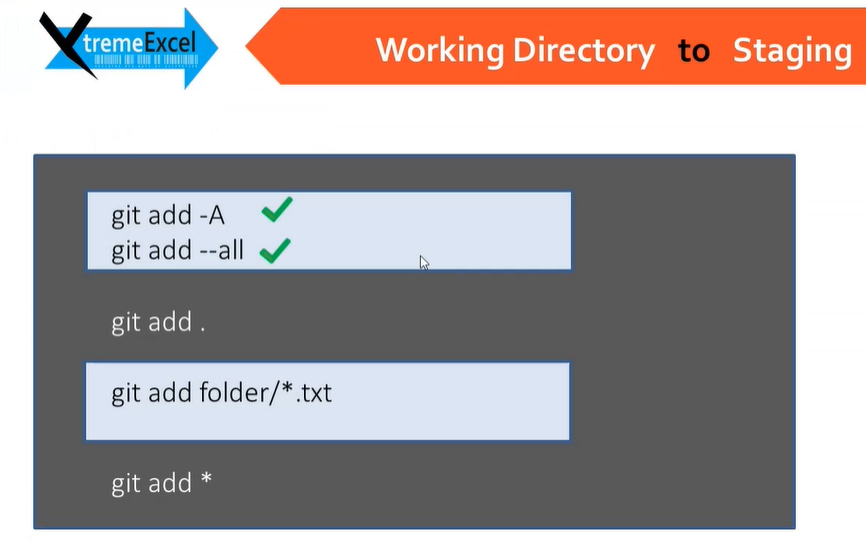 XtremeExcel
Working Directory to Staging
git add -A
git add --all
git add .
git add folder/*.txt
git add *